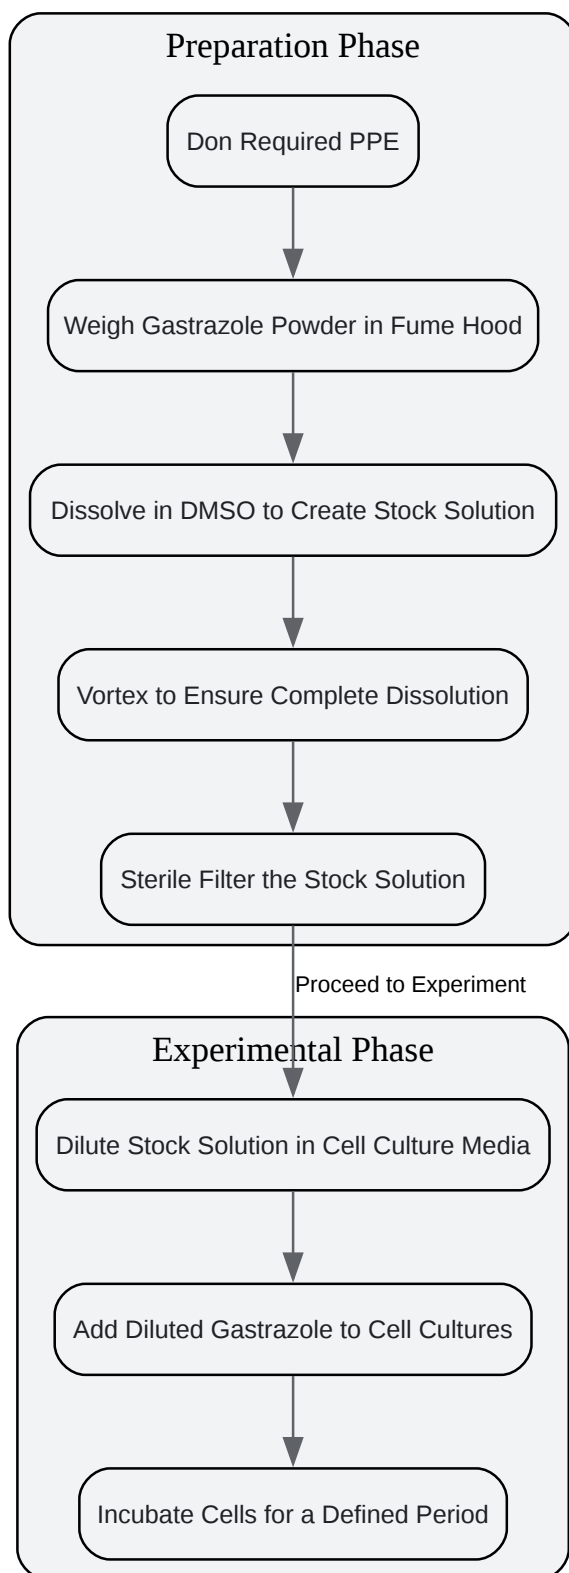 Preparation Phase
Don Required PPE
Weigh Gastrazole Powder in Fume Hood
Dissolve in DMSO to Create Stock Solution
Vortex to Ensure Complete Dissolution
Sterile Filter the Stock Solution
Proceed to Experiment
Experimental Phase
Dilute Stock Solution in Cell Culture Media
Add Diluted Gastrazole to Cell Cultures
Incubate Cells for a Defined Period